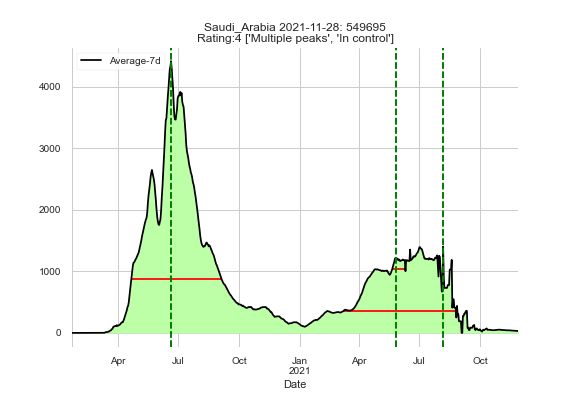 Saudi_Arabia 2021-11-28: 549695
Rating:4 ['Multiple peaks', 'In control']
Average-7d
4000
3000
2000
1000
0
Apr Jul Oct Jan Apr Jul Oct
2021
Date